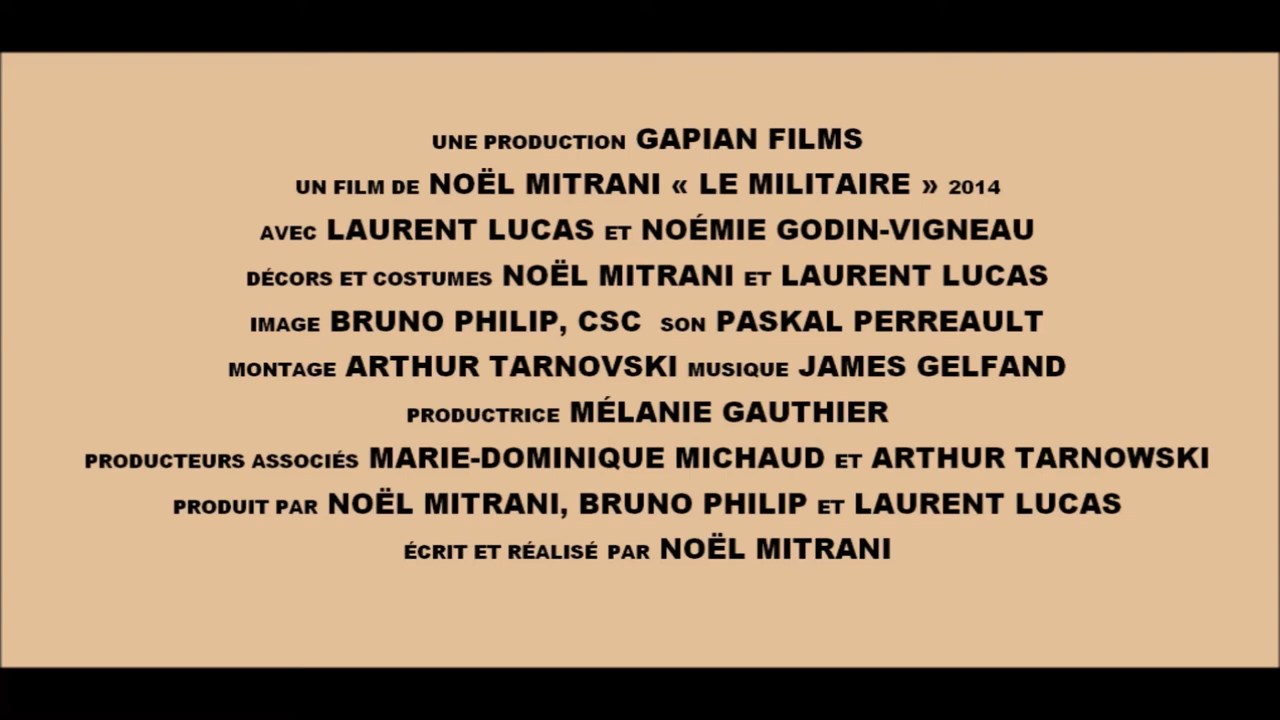 UNE PRODUCTION GAPIAN FILMS
UN FILM DE NOËL MITRANI « LE MILITAIRE » 2014
AVEC LAURENT LUCAS ET NOÉMIE GODIN-VIGNEAU
DÉCORS ET COSTUMES NOËL MITRANI ET LAURENT LUCAS
IMAGE BRUNO PHILIP, CSC SON PASKAL PERREAULT
MONTAGE ARTHUR TARNOVSKI MUSIQUE JAMES GELFAND
PRODUCTRICE MÉLANIE GAUTHIER
PRODUCTEURS ASSOCIÉS MARIE-DOMINIQUE MICHAUD ET ARTHUR TARNOWSKI
PRODUIT PAR NOËL MITRANI, BRUNO PHILIP ET LAURENT LUCAS
ÉCRIT ET RÉALISÉ PAR NOËL MITRANI